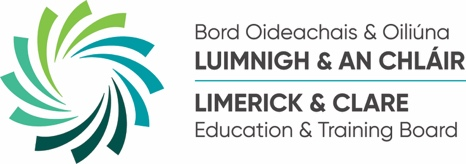 Bord Oideachais & Oiliúna
LUIMNIGH & AN CHLÁIR
LIMERICK & CLARE
Education & Training Board